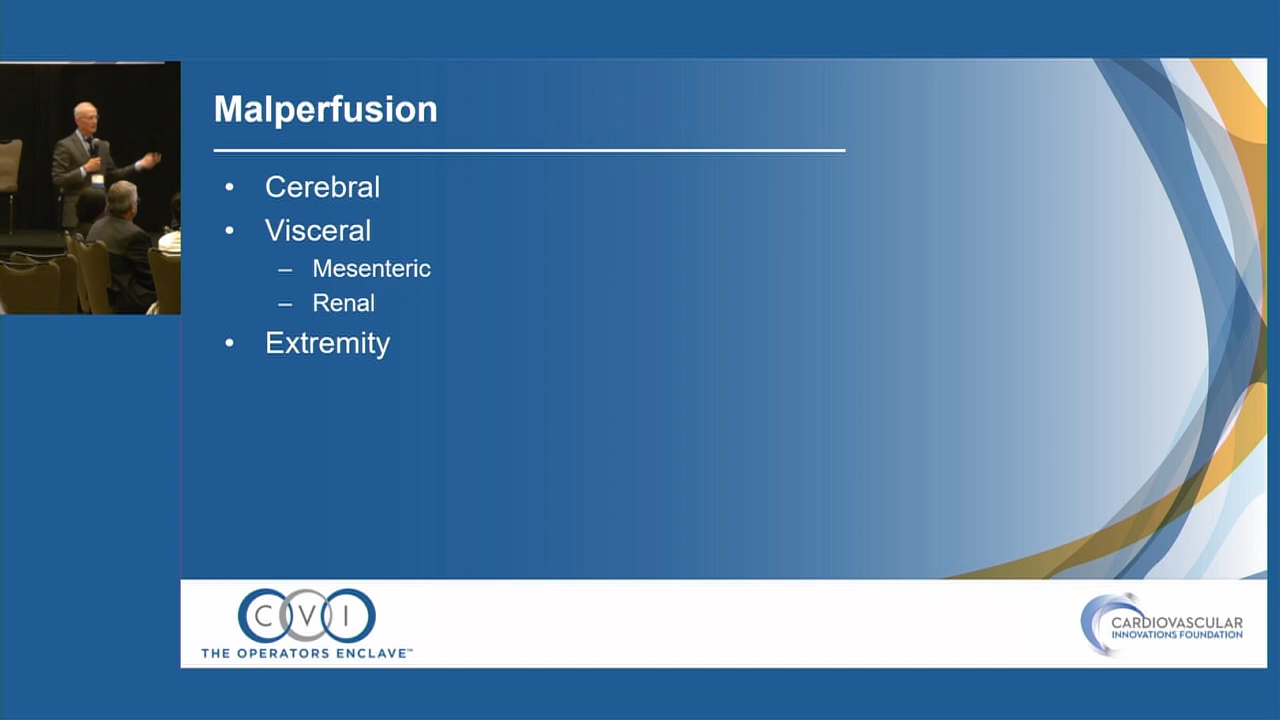 Malperfusion
• Cerebral
• Visceral
– Mesenteric
– Renal
• Extremity
CVI
THE OPERATORS ENCLAVE™
CARDIOVASCULAR
INNOVATIONS FOUNDATION